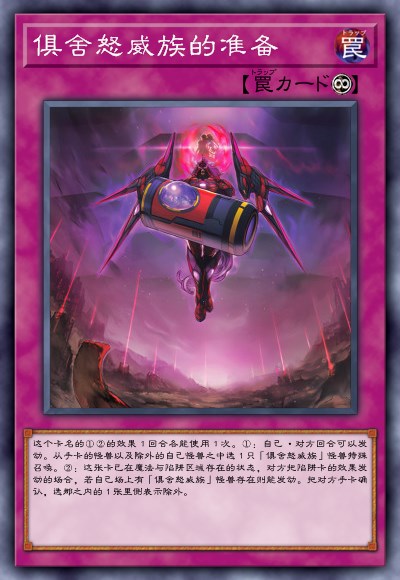 俱舍怒威族的准备
トラップ
罠
トラップ
【罠カード】
这个卡名的①②的效果1回合各能使用1次。①：自己·对方回合可以发
动。从手卡的怪兽以及除外的自己怪兽之中选1只「俱舍怒威族」怪兽特殊
召唤。②：这张卡已在魔法与陷阱区域存在的状态，对方把陷阱卡的效果发
动的场合，若自己场上有「俱舍怒威族」怪兽存在则能发动。把对方手卡确
认，选那之内的1张里侧表示除外。